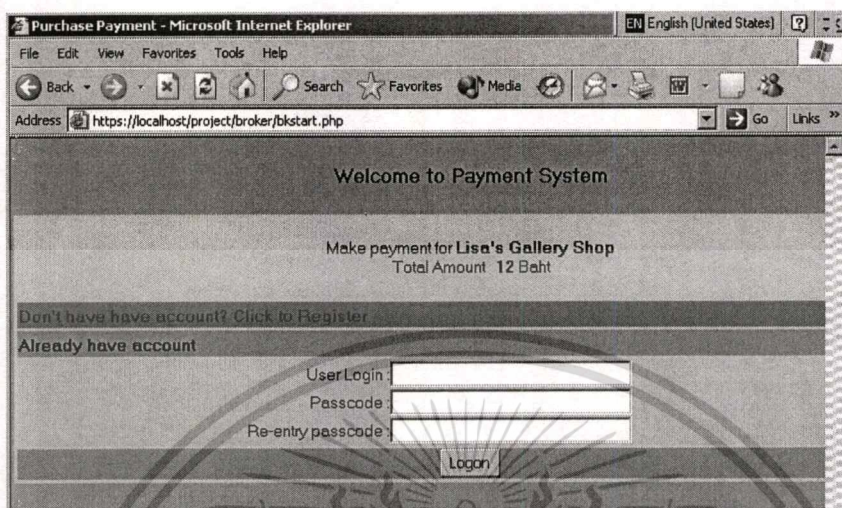 Purchase Payment - Microsoft Internet Explorer
EN English (United States)
File Edit View Favorites Tools Help
Back Search Favorites Media
Address https://localhost/project/broker/bkstart.php Go Links »
Welcome to Payment System
Make payment for Lisa's Gallery Shop
Total Amount 12 Baht
Don't have have account? Click to Register
Already have account
User Login :
Passcode :
Re-entry passcode :
Logon